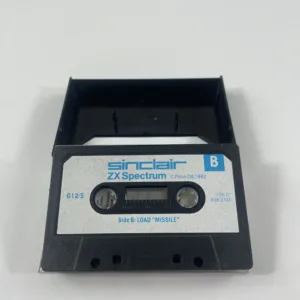 sinclair B
ZX Spectrum
G12/S
Side B: LOAD "MISSILE"